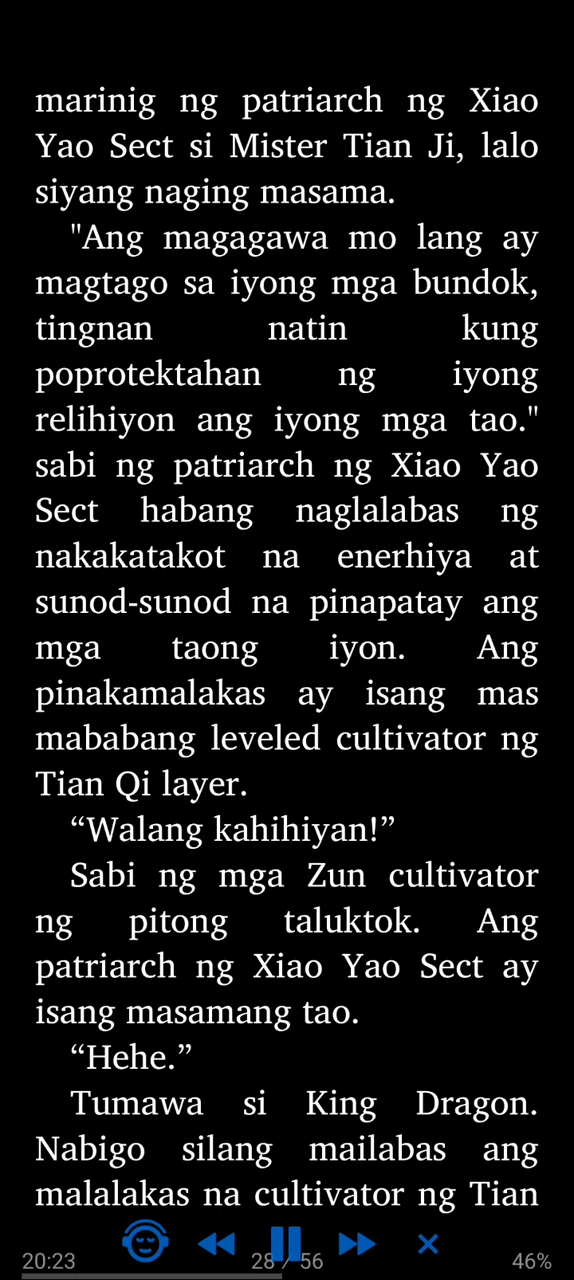 marinig ng patriarch ng Xiao
Yao Sect si Mister Tian Ji, lalo
siyang naging masama.
"Ang magagawa mo lang ay
magtago sa iyong mga bundok,
tingnan natin kung
poprotektahan ng iyong
relihiyon ang iyong mga tao."
sabi ng patriarch ng Xiao Yao
Sect habang naglalabas ng
nakakatakot na enerhiya at
sunod-sunod na pinapatay ang
mga taong iyon. Ang
pinakamalakas ay isang mas
mababang leveled cultivator ng
Tian Qi layer.
“Walang kahihiyan!”
Sabi ng mga Zun cultivator
ng pitong taluktok. Ang
patriarch ng Xiao Yao Sect ay
isang masamang tao.
“Hehe.”
Tumawa si King Dragon.
Nabigo silang mailabas ang
malalakas na cultivator ng Tian
20:23 28 / 56 46%